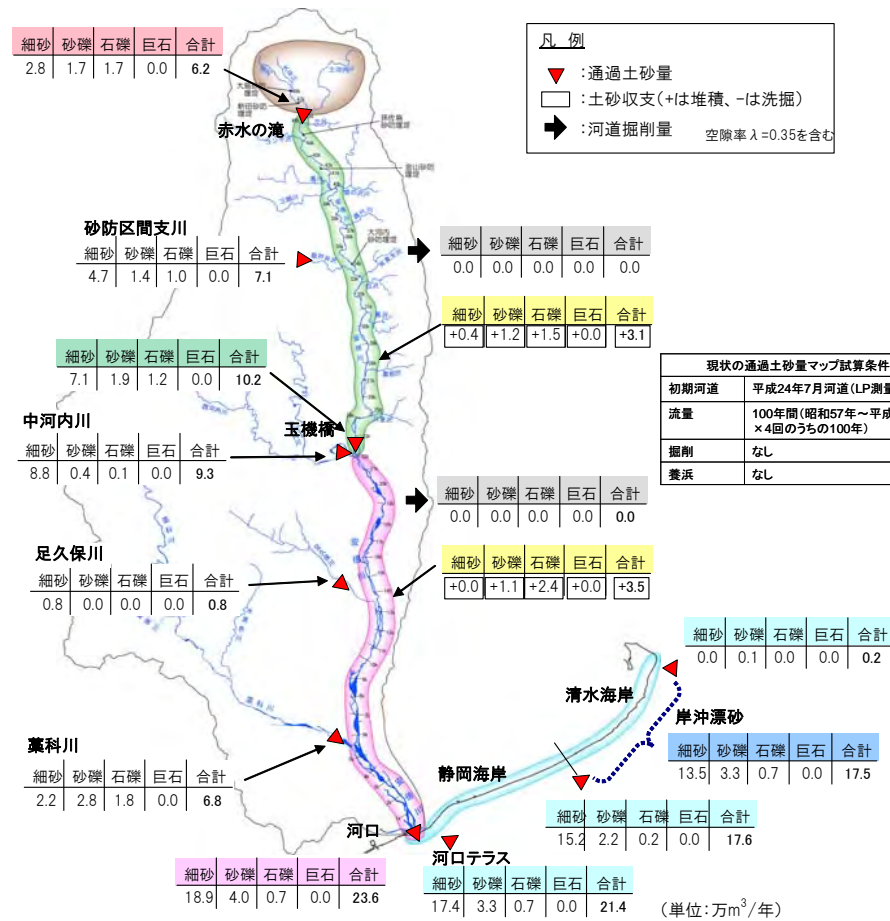 細砂 砂礫 石礫 巨石 合計
2.8 1.7 1.7 0.0 6.2
赤水の滝
凡 例
:通過土砂量
:土砂収支(+は堆積、-は洗掘)
:河道掘削量
空隙率λ=0.35を含む
砂防区間支川
細砂 砂礫 石礫 巨石 合計
4.7 1.4 1.0 0.0 7.1
細砂 砂礫 石礫 巨石 合計
0.0 0.0 0.0 0.0 0.0
細砂 砂礫 石礫 巨石 合計
+0.4 +1.2 +1.5 +0.0 +3.1
細砂 砂礫 石礫 巨石 合計
7.1 1.9 1.2 0.0 10.2
玉機橋
現状の通過土砂量マップ試算条件
初期河道 平成24年7月河道(LP測量
流量 100年間(昭和57年~平成
×4回のうちの100年)
掘削 なし
養浜 なし
中河内川
細砂 砂礫 石礫 巨石 合計
8.8 0.4 0.1 0.0 9.3
細砂 砂礫 石礫 巨石 合計
0.0 0.0 0.0 0.0 0.0
足久保川
細砂 砂礫 石礫 巨石 合計
0.8 0.0 0.0 0.0 0.8
細砂 砂礫 石礫 巨石 合計
+0.0 +1.1 +2.4 +0.0 +3.5
細砂 砂礫 石礫 巨石 合計
0.0 0.1 0.0 0.0 0.2
清水海岸
岸沖漂砂
細砂 砂礫 石礫 巨石 合計
13.5 3.3 0.7 0.0 17.5
藁科川
藁科川
細砂 砂礫 石礫 巨石 合計
2.2 2.8 1.8 0.0 6.8
静岡海岸
細砂 砂礫 石礫 巨石 合計
15.2 2.2 0.2 0.0 17.6
河口
河口テラス
細砂 砂礫 石礫 巨石 合計
18.9 4.0 0.7 0.0 23.6
細砂 砂礫 石礫 巨石 合計
17.4 3.3 0.7 0.0 21.4
(単位:万m³/年)